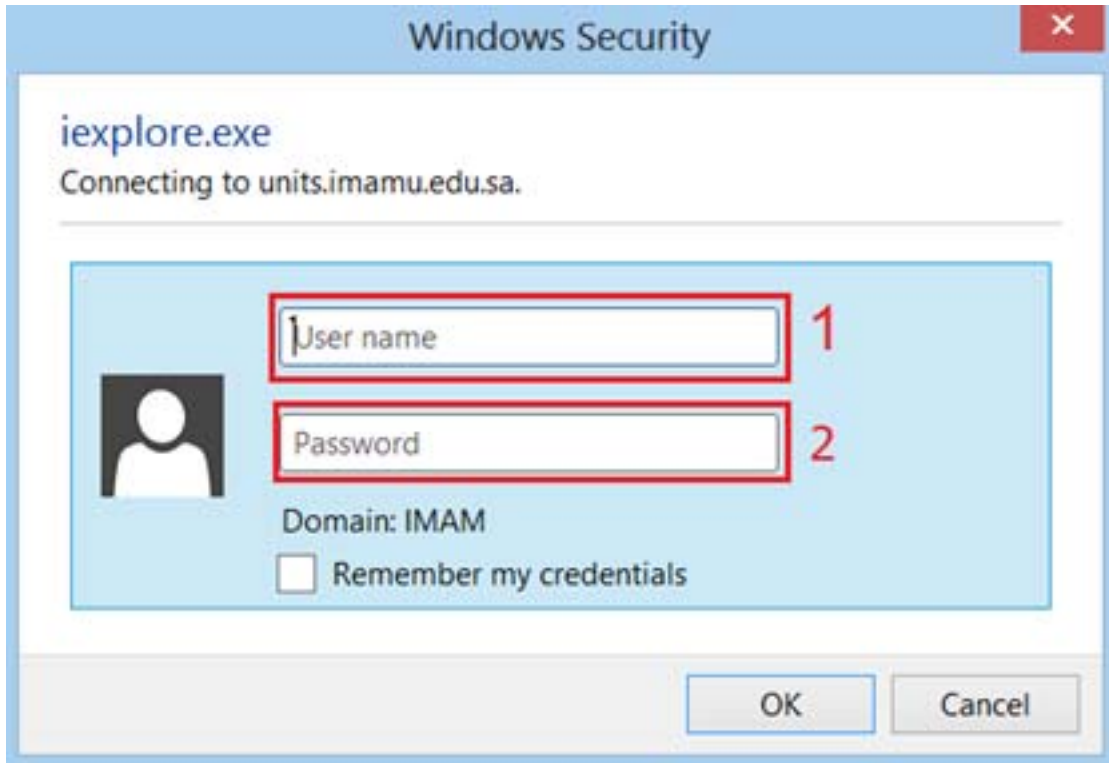 Windows Security
iexplore.exe
Connecting to units.imamu.edu.sa.
User name
1
Password
2
Domain: IMAM
Remember my credentials
OK
Cancel